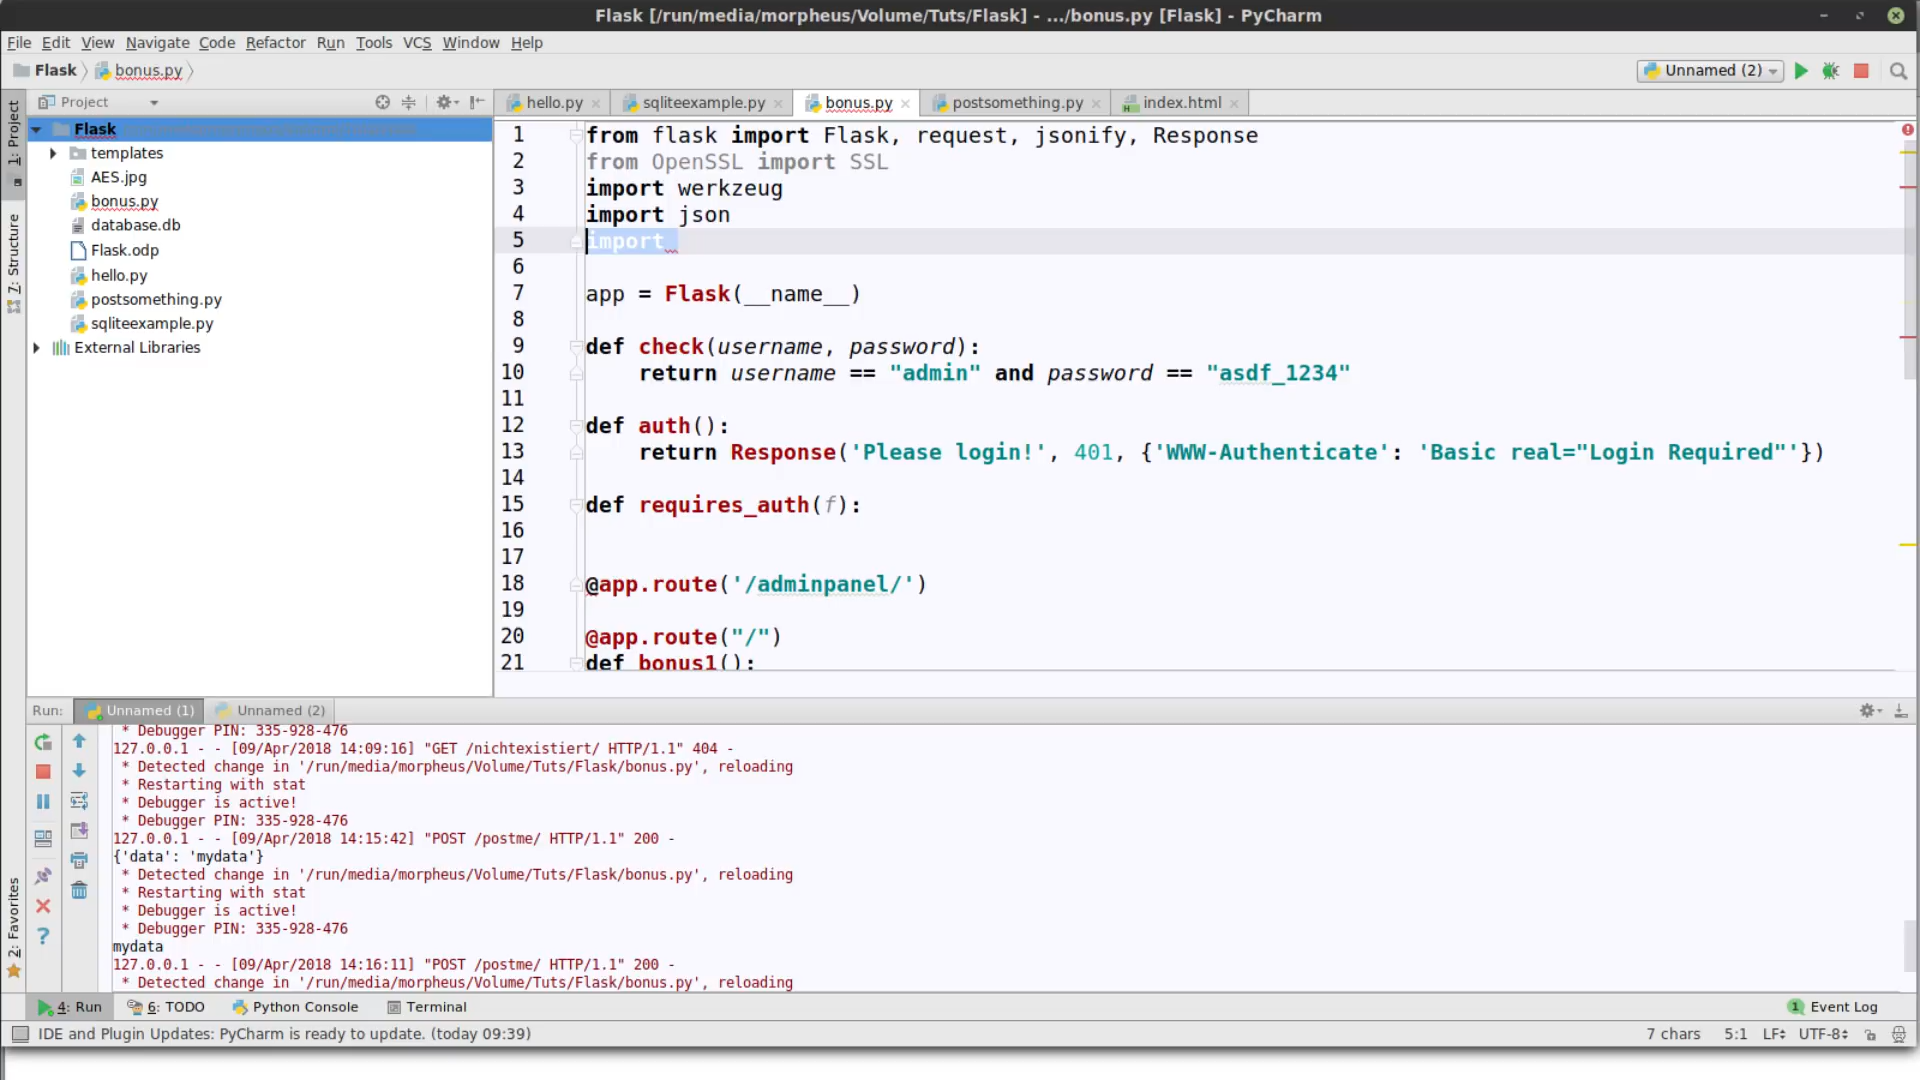 Flask [/run/media/morpheus/Volume/Tuts/Flask] - .../bonus.py [Flask] - PyCharm
File Edit View Navigate Code Refactor Run Tools VCS Window Help
Flask bonus.py Unnamed (2)
Project
hello.py sqliteexample.py bonus.py postsomething.py index.html
1: Project
7: Structure
2: Favorites
Flask
templates
AES.jpg
bonus.py
database.db
Flask.odp
hello.py
postsomething.py
sqliteexample.py
External Libraries
1 from flask import Flask, request, jsonify, Response
2 from OpenSSL import SSL
3 import werkzeug
4 import json
5 import
6
7 app = Flask(__name__)
8
9 def check(username, password):
10 return username == "admin" and password == "asdf_1234"
11
12 def auth():
13 return Response('Please login!', 401, {'WWW-Authenticate': 'Basic real="Login Required"'})
14
15 def requires_auth(f):
16
17
18 @app.route('/adminpanel/')
19
20 @app.route("/")
21 def bonus1():
Run: Unnamed (1) Unnamed (2)
* Debugger PIN: 335-928-476
127.0.0.1 - - [09/Apr/2018 14:09:16] "GET /nichtexistiert/ HTTP/1.1" 404 -
* Detected change in '/run/media/morpheus/Volume/Tuts/Flask/bonus.py', reloading
* Restarting with stat
* Debugger is active!
* Debugger PIN: 335-928-476
127.0.0.1 - - [09/Apr/2018 14:15:42] "POST /postme/ HTTP/1.1" 200 -
{'data': 'mydata'}
* Detected change in '/run/media/morpheus/Volume/Tuts/Flask/bonus.py', reloading
* Restarting with stat
* Debugger is active!
* Debugger PIN: 335-928-476
mydata
127.0.0.1 - - [09/Apr/2018 14:16:11] "POST /postme/ HTTP/1.1" 200 -
* Detected change in '/run/media/morpheus/Volume/Tuts/Flask/bonus.py', reloading
4: Run 6: TODO Python Console Terminal 1 Event Log
IDE and Plugin Updates: PyCharm is ready to update. (today 09:39) 7 chars 5:1 LF UTF-8